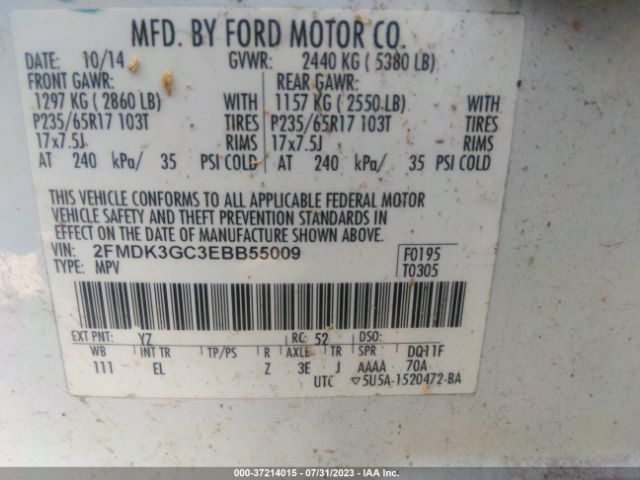 MFD. BY FORD MOTOR CO.
DATE: 10/14 GVWR: 2440 KG ( 5380 LB)
FRONT GAWR: REAR GAWR:
1297 KG ( 2860 LB) WITH 1157 KG ( 2550 LB) WITH
P235/65R17 103T TIRES P235/65R17 103T TIRES
17x7.5J RIMS 17x7.5J RIMS
AT 240 kPa/ 35 PSI COLD AT 240 kPa/ 35 PSI COLD
THIS VEHICLE CONFORMS TO ALL APPLICABLE FEDERAL MOTOR
VEHICLE SAFETY AND THEFT PREVENTION STANDARDS IN
EFFECT ON THE DATE OF MANUFACTURE SHOWN ABOVE.
VIN: 2FMDK3GC3EBB55009 F0195
TYPE: MPV T0305
EXT PNT: YZ RC: 52 DSO:
WB INT TR TP/PS R AXLE TR SPR DQ11F
111 EL Z 3E J AAAA 70A
UTC ▽5U5A-1520472-BA
000-37214015 - 07/31/2023 - IAA Inc.